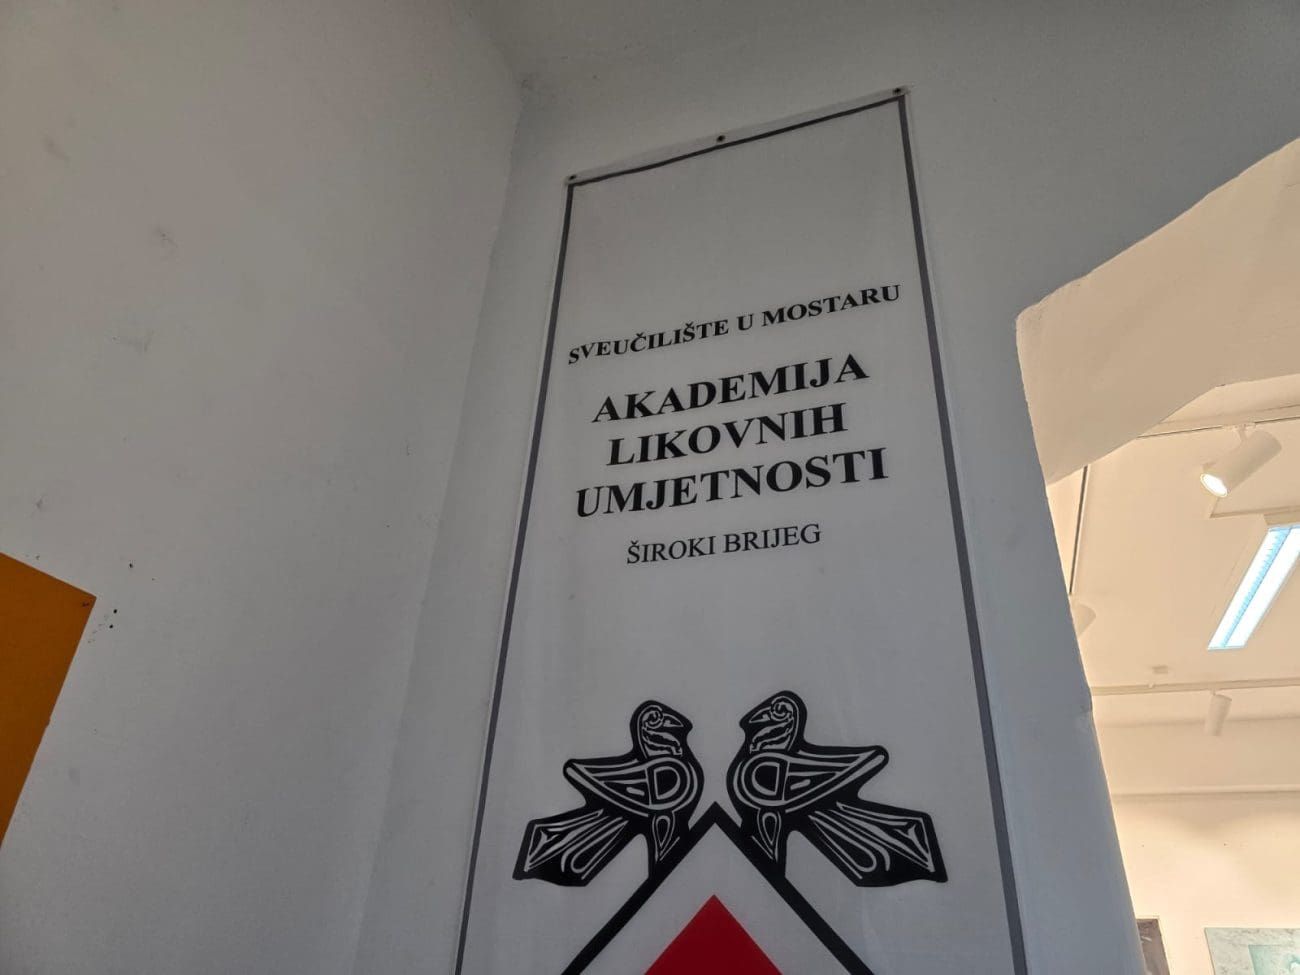 SVEUČILIŠTE U MOSTARU
AKADEMIJA
LIKOVNIH
UMJETNOSTI
ŠIROKI BRIJEG